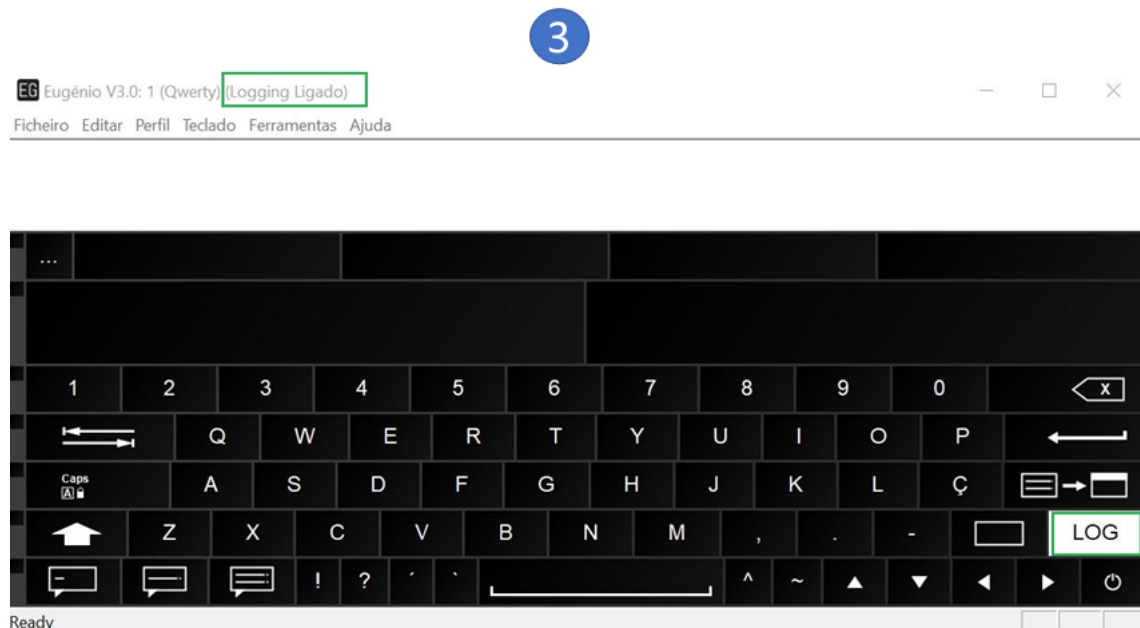 3
EG Eugénio V3.0: 1 (Qwerty) (Logging Ligado)
Ficheiro Editar Perfil Teclado Ferramentas Ajuda
...
1 2 3 4 5 6 7 8 9 0 X
Q W E R T Y U I O P
Caps
A A S D F G H J K L Ç
Z X C V B N M , . - LOG
! ? ´ ` ^ ~
Ready